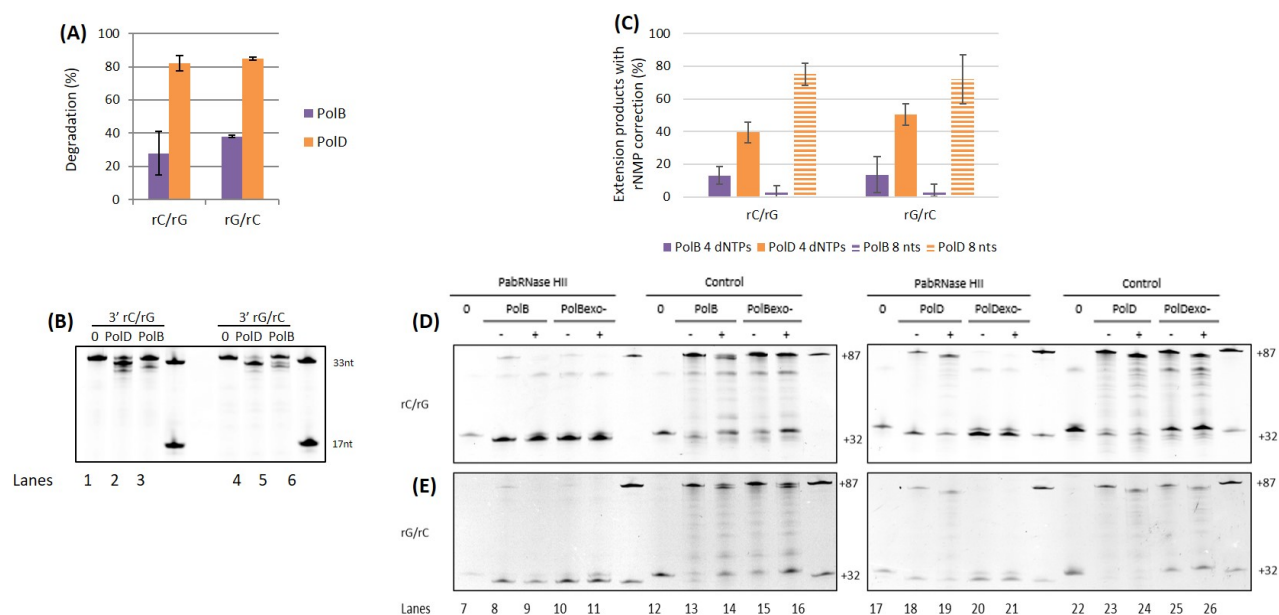 (A)
Degradation (%)
100
80
60
40
20
0
rC/rG
rG/rC
PolB
PolD
(C)
Extension products with
rNMP correction (%)
100
80
60
40
20
0
rC/rG
rG/rC
PolB 4 dNTPs
PolD 4 dNTPs
PolB 8 nts
PolD 8 nts
(B)
3' rC/rG
3' rG/rC
0 PolD PolB
0 PolD PolB
33nt
17nt
Lanes 1 2 3 4 5 6
(D)
PabRNase HII
Control
PabRNase HII
Control
0 PolB PolBexo- 0 PolB PolBexo-
0 PolD PolDexo- 0 PolD PolDexo-
- + - + - + - +
- + - + - + - +
rC/rG
+87
+32
+87
+32
(E)
rG/rC
+87
+32
+87
+32
Lanes 7 8 9 10 11 12 13 14 15 16 17 18 19 20 21 22 23 24 25 26